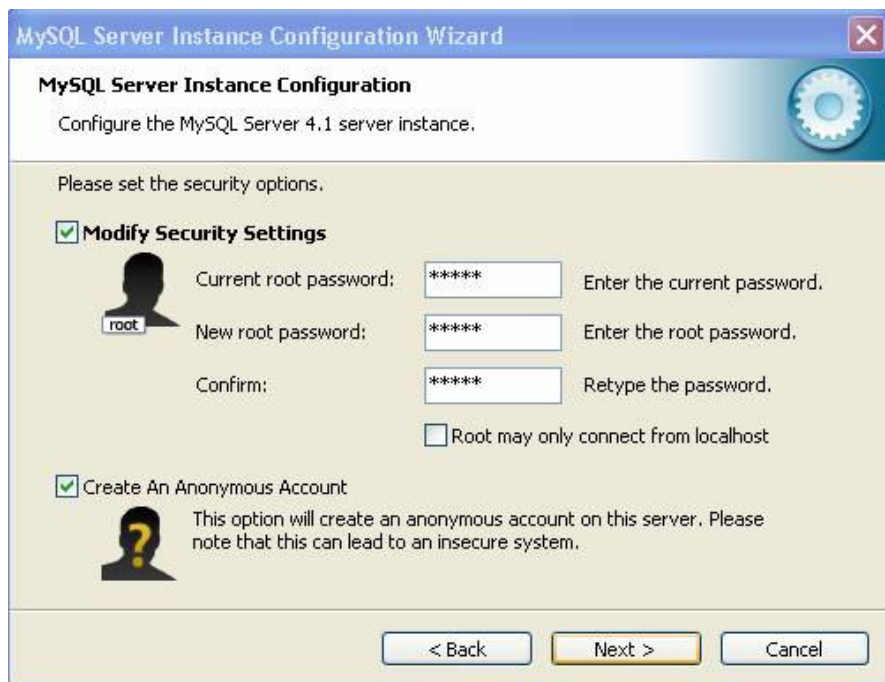 MySQL Server Instance Configuration Wizard
MySQL Server Instance Configuration
Configure the MySQL Server 4.1 server instance.
Please set the security options.
Modify Security Settings
root
Current root password: ***** Enter the current password.
New root password: ***** Enter the root password.
Confirm: ***** Retype the password.
Root may only connect from localhost
Create An Anonymous Account
?
This option will create an anonymous account on this server. Please
note that this can lead to an insecure system.
< Back Next > Cancel